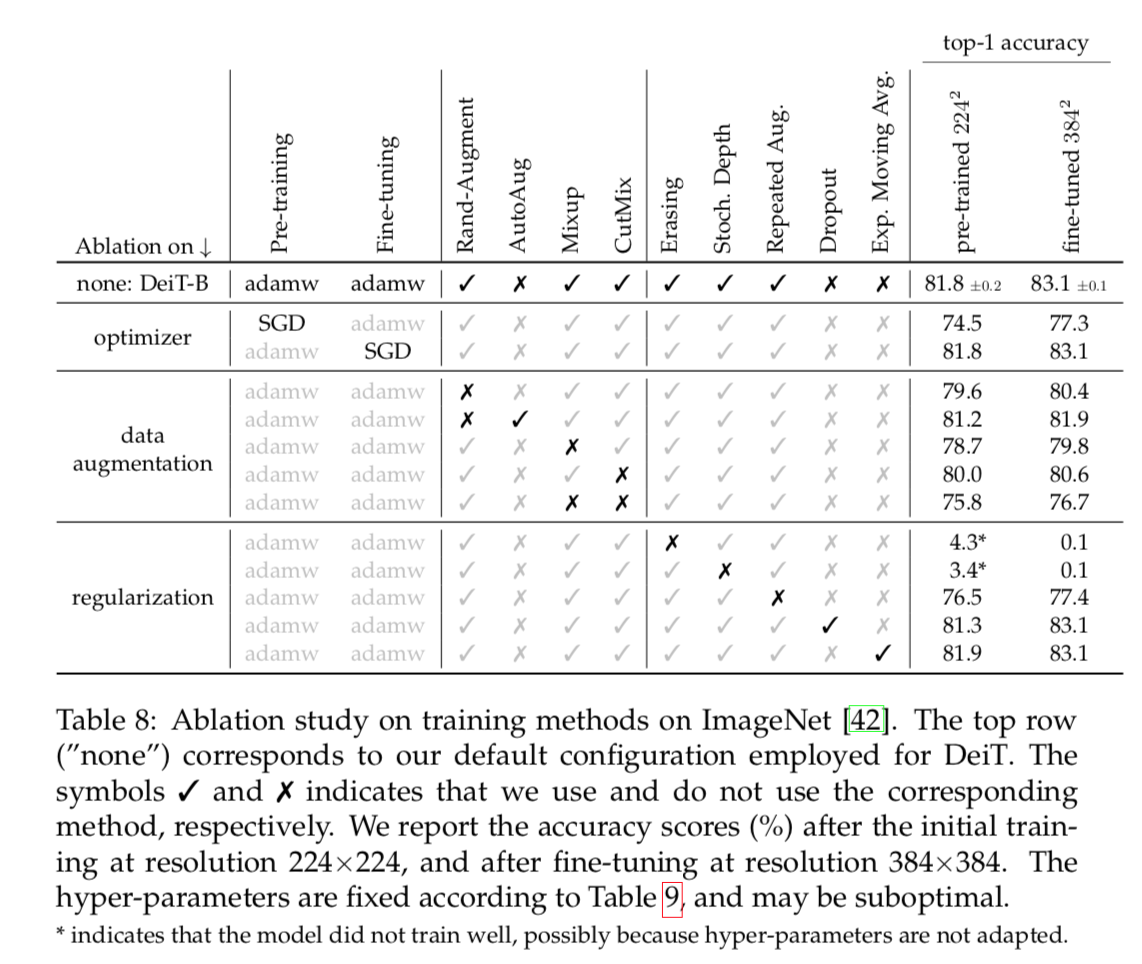 top-1 accuracy
Ablation on ↓ Pre-training Fine-tuning Rand-Augment AutoAug Mixup CutMix Erasing Stoch. Depth Repeated Aug. Dropout Exp. Moving Avg. pre-trained 224² fine-tuned 384²
none: DeiT-B adamw adamw ✓ ✗ ✓ ✓ ✓ ✓ ✓ ✗ ✗ 81.8 ±0.2 83.1 ±0.1
optimizer
SGD adamw ✓ ✗ ✓ ✓ ✓ ✓ ✓ ✗ ✗ 74.5 77.3
adamw SGD ✓ ✗ ✓ ✓ ✓ ✓ ✓ ✗ ✗ 81.8 83.1
data
augmentation
adamw adamw ✗ ✗ ✓ ✓ ✓ ✓ ✓ ✗ ✗ 79.6 80.4
adamw adamw ✗ ✓ ✓ ✓ ✓ ✓ ✓ ✗ ✗ 81.2 81.9
adamw adamw ✓ ✗ ✗ ✓ ✓ ✓ ✓ ✗ ✗ 78.7 79.8
adamw adamw ✓ ✗ ✓ ✗ ✓ ✓ ✓ ✗ ✗ 80.0 80.6
adamw adamw ✓ ✗ ✗ ✗ ✓ ✓ ✓ ✗ ✗ 75.8 76.7
regularization
adamw adamw ✓ ✗ ✓ ✓ ✗ ✓ ✓ ✗ ✗ 4.3* 0.1
adamw adamw ✓ ✗ ✓ ✓ ✓ ✗ ✓ ✗ ✗ 3.4* 0.1
adamw adamw ✓ ✗ ✓ ✓ ✓ ✓ ✗ ✗ ✗ 76.5 77.4
adamw adamw ✓ ✗ ✓ ✓ ✓ ✓ ✓ ✓ ✗ 81.3 83.1
adamw adamw ✓ ✗ ✓ ✓ ✓ ✓ ✓ ✗ ✓ 81.9 83.1
Table 8: Ablation study on training methods on ImageNet [42]. The top row
(”none”) corresponds to our default configuration employed for DeiT. The
symbols ✓ and ✗ indicates that we use and do not use the corresponding
method, respectively. We report the accuracy scores (%) after the initial train-
ing at resolution 224×224, and after fine-tuning at resolution 384×384. The
hyper-parameters are fixed according to Table 9, and may be suboptimal.
* indicates that the model did not train well, possibly because hyper-parameters are not adapted.